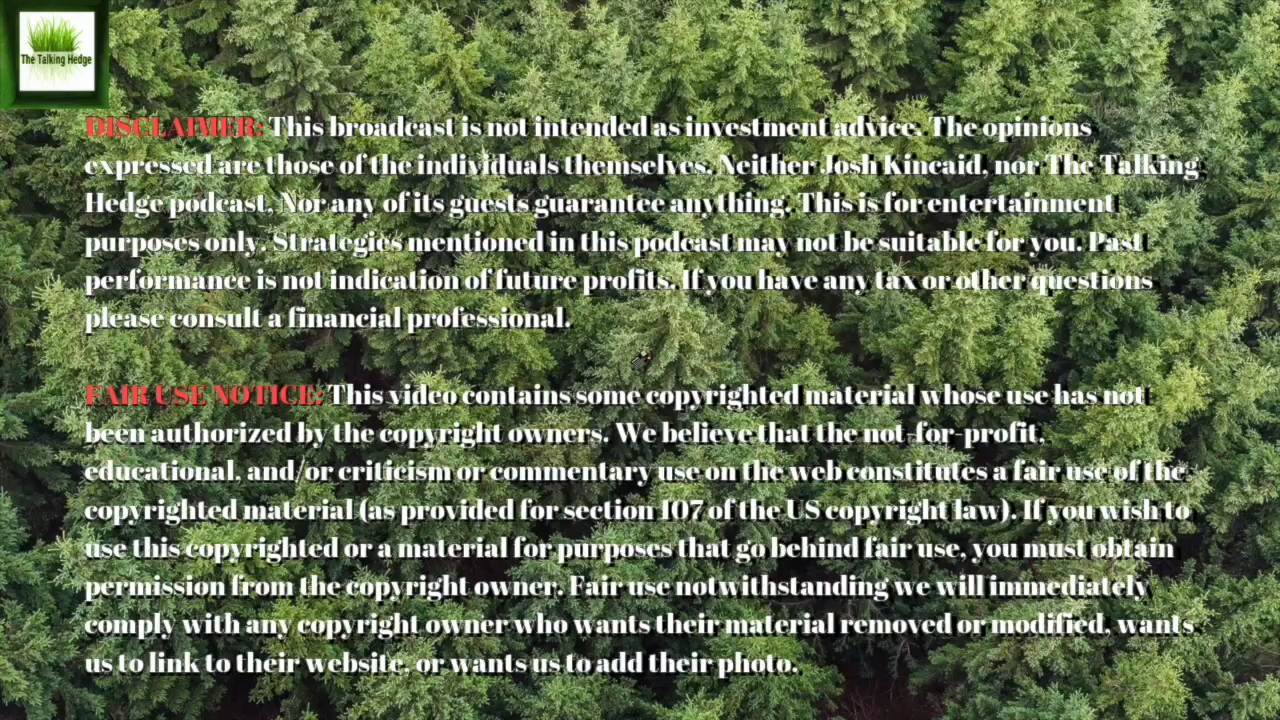 The Talking Hedge
DISCLAIMER: This broadcast is not intended as investment advice. The opinions
expressed are those of the individuals themselves. Neither Josh Kincaid, nor The Talking
Hedge podcast, Nor any of its guests guarantee anything. This is for entertainment
purposes only. Strategies mentioned in this podcast may not be suitable for you. Past
performance is not indication of future profits. If you have any tax or other questions
please consult a financial professional.
FAIR USE NOTICE: This video contains some copyrighted material whose use has not
been authorized by the copyright owners. We believe that the not-for-profit,
educational, and/or criticism or commentary use on the web constitutes a fair use of the
copyrighted material (as provided for section 107 of the US copyright law). If you wish to
use this copyrighted or a material for purposes that go behind fair use, you must obtain
permission from the copyright owner. Fair use notwithstanding we will immediately
comply with any copyright owner who wants their material removed or modified, wants
us to link to their website, or wants us to add their photo.